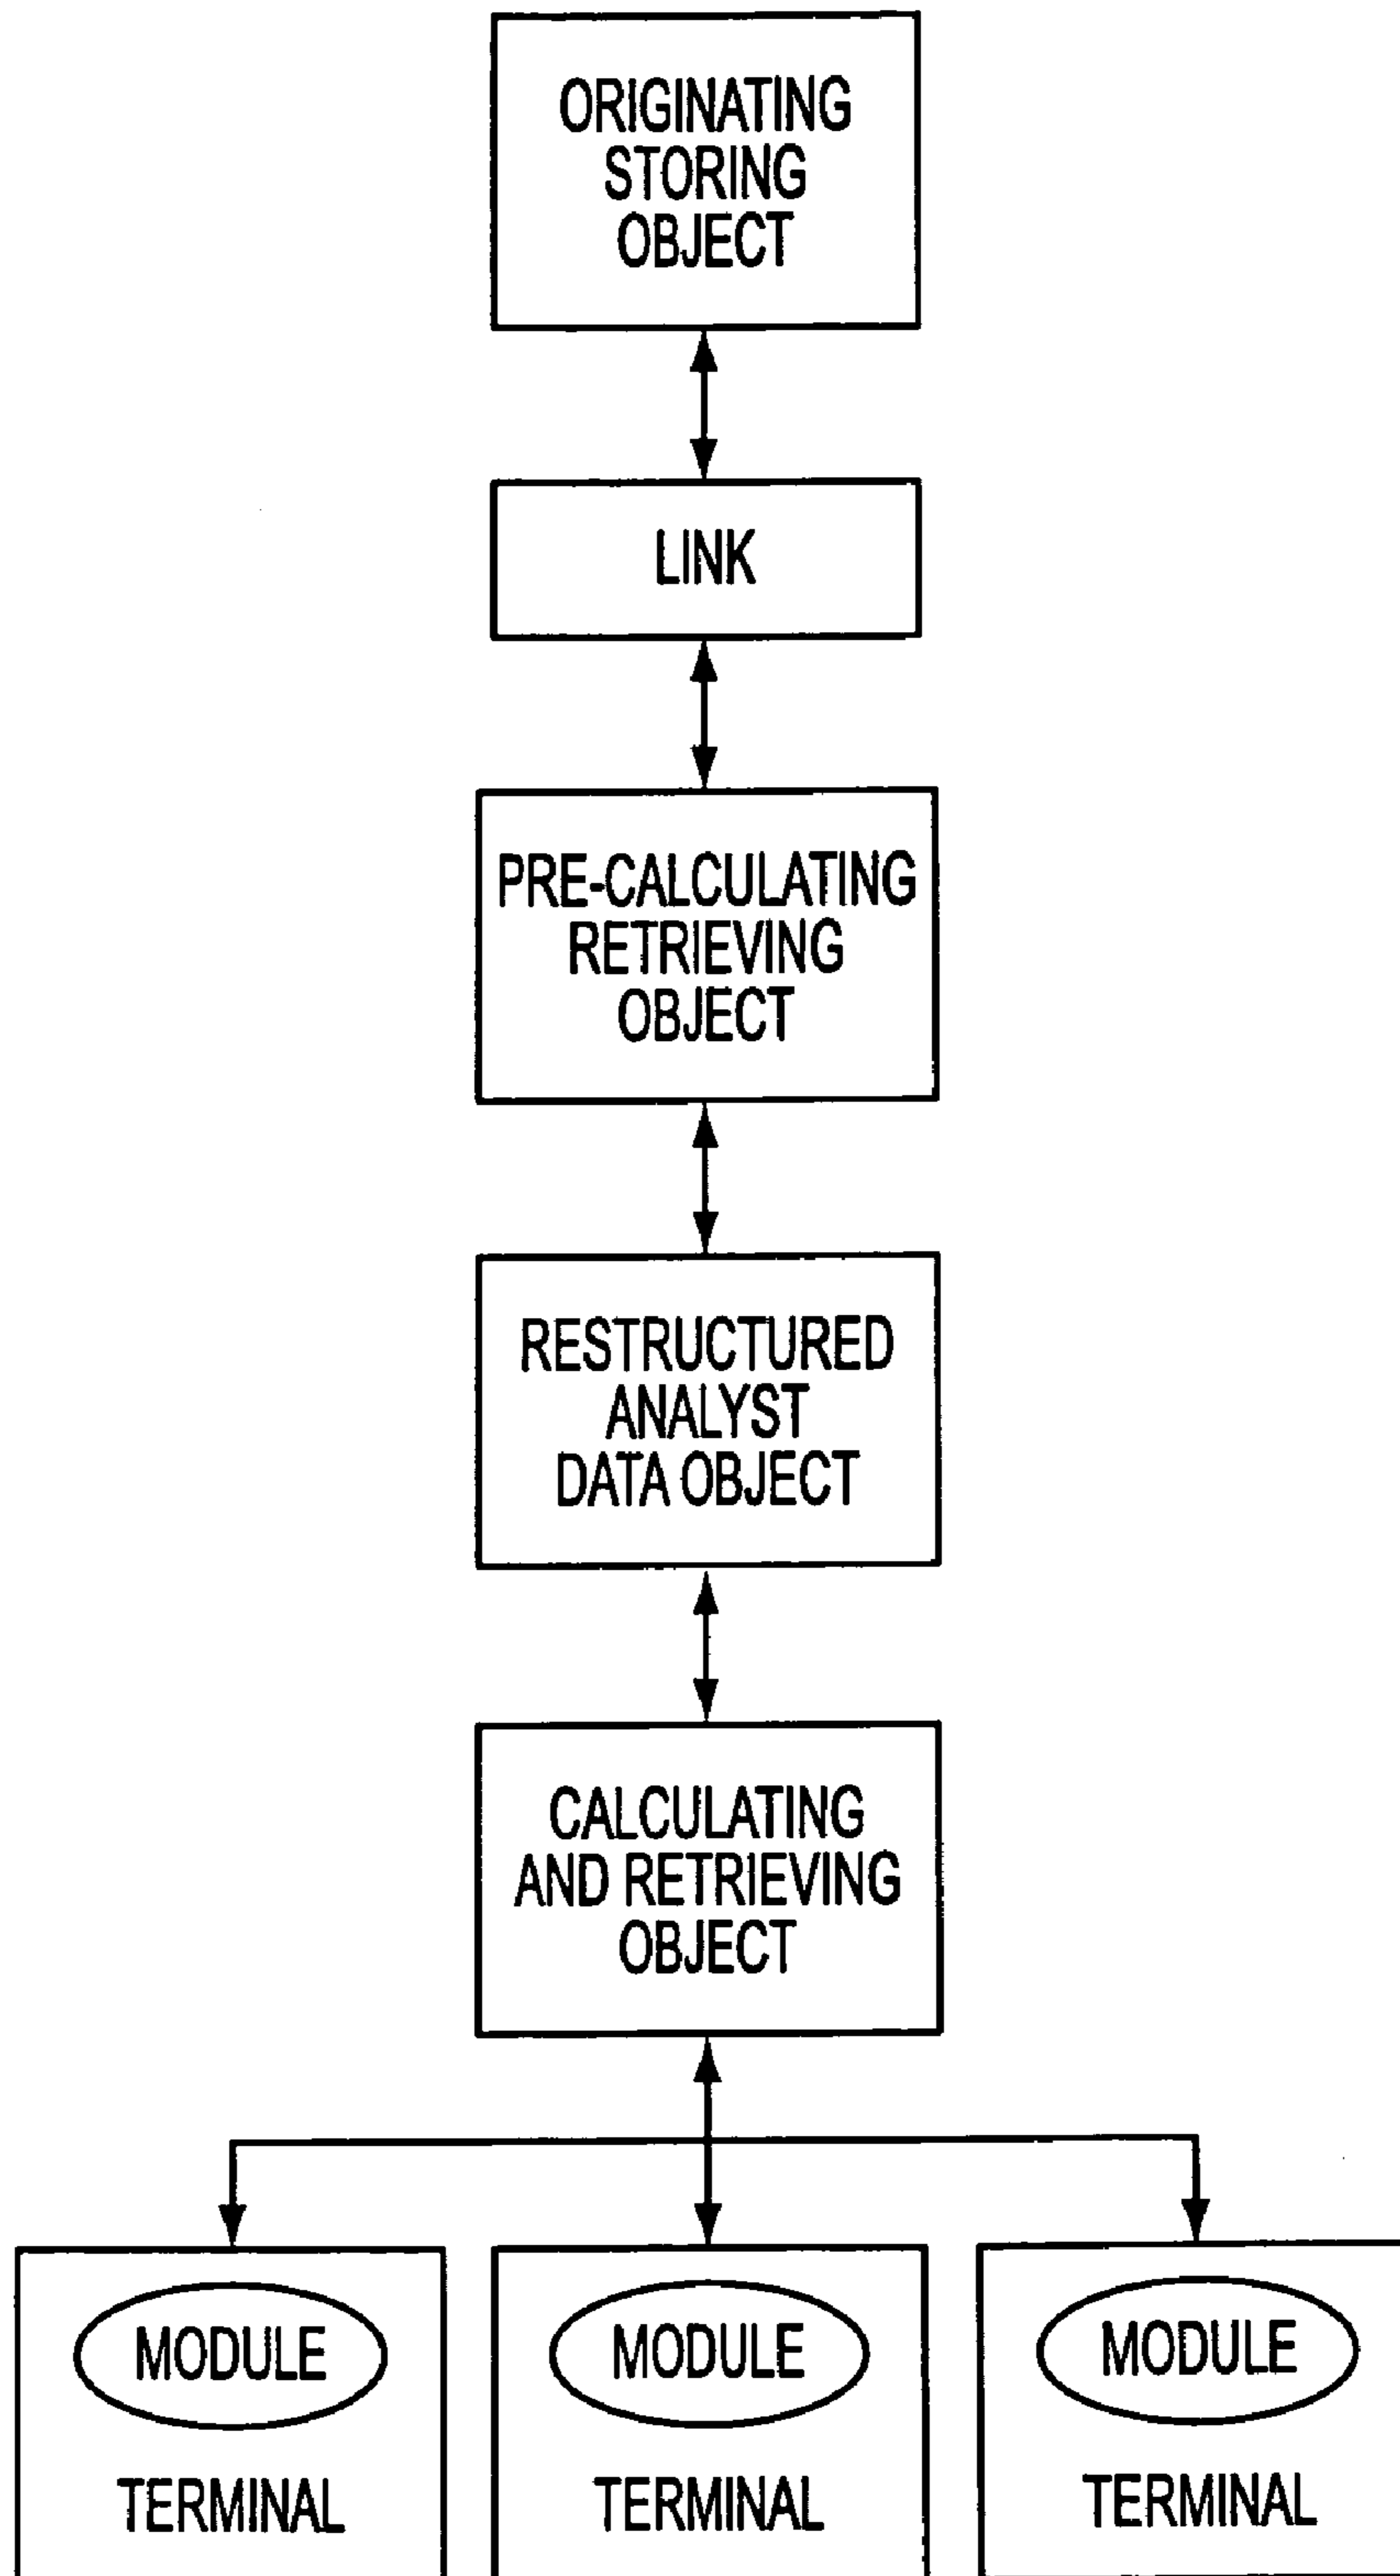 ORIGINATING
STORING
OBJECT
LINK
PRE-CALCULATING
RETRIEVING
OBJECT
RESTRUCTURED
ANALYST
DATA OBJECT
CALCULATING
AND RETRIEVING
OBJECT
MODULE
TERMINAL
MODULE
TERMINAL
MODULE
TERMINAL